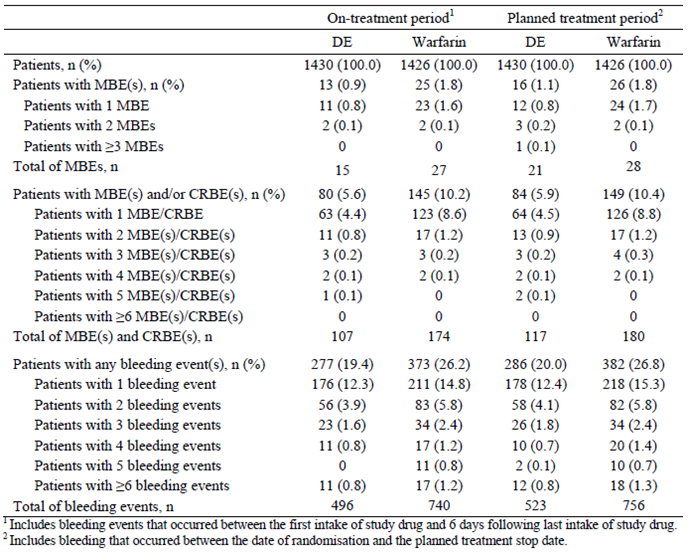 On-treatment period1 Planned treatment period2
DE Warfarin DE Warfarin
Patients, n (%) 1430 (100.0) 1426 (100.0) 1430 (100.0) 1426 (100.0)
Patients with MBE(s), n (%) 13 (0.9) 25 (1.8) 16 (1.1) 26 (1.8)
Patients with 1 MBE 11 (0.8) 23 (1.6) 12 (0.8) 24 (1.7)
Patients with 2 MBEs 2 (0.1) 2 (0.1) 3 (0.2) 2 (0.1)
Patients with ≥3 MBEs 0 0 1 (0.1) 0
Total of MBEs, n 15 27 21 28
Patients with MBE(s) and/or CRBE(s), n (%) 80 (5.6) 145 (10.2) 84 (5.9) 149 (10.4)
Patients with 1 MBE/CRBE 63 (4.4) 123 (8.6) 64 (4.5) 126 (8.8)
Patients with 2 MBE(s)/CRBE(s) 11 (0.8) 17 (1.2) 13 (0.9) 17 (1.2)
Patients with 3 MBE(s)/CRBE(s) 3 (0.2) 3 (0.2) 3 (0.2) 4 (0.3)
Patients with 4 MBE(s)/CRBE(s) 2 (0.1) 2 (0.1) 2 (0.1) 2 (0.1)
Patients with 5 MBE(s)/CRBE(s) 1 (0.1) 0 2 (0.1) 0
Patients with ≥6 MBE(s)/CRBE(s) 0 0 0 0
Total of MBE(s) and CRBE(s), n 107 174 117 180
Patients with any bleeding event(s), n (%) 277 (19.4) 373 (26.2) 286 (20.0) 382 (26.8)
Patients with 1 bleeding event 176 (12.3) 211 (14.8) 178 (12.4) 218 (15.3)
Patients with 2 bleeding events 56 (3.9) 83 (5.8) 58 (4.1) 82 (5.8)
Patients with 3 bleeding events 23 (1.6) 34 (2.4) 26 (1.8) 34 (2.4)
Patients with 4 bleeding events 11 (0.8) 17 (1.2) 10 (0.7) 20 (1.4)
Patients with 5 bleeding events 0 11 (0.8) 2 (0.1) 10 (0.7)
Patients with ≥6 bleeding events 11 (0.8) 17 (1.2) 12 (0.8) 18 (1.3)
Total of bleeding events, n 496 740 523 756
1 Includes bleeding events that occurred between the first intake of study drug and 6 days following last intake of study drug.
2 Includes bleeding that occurred between the date of randomisation and the planned treatment stop date.